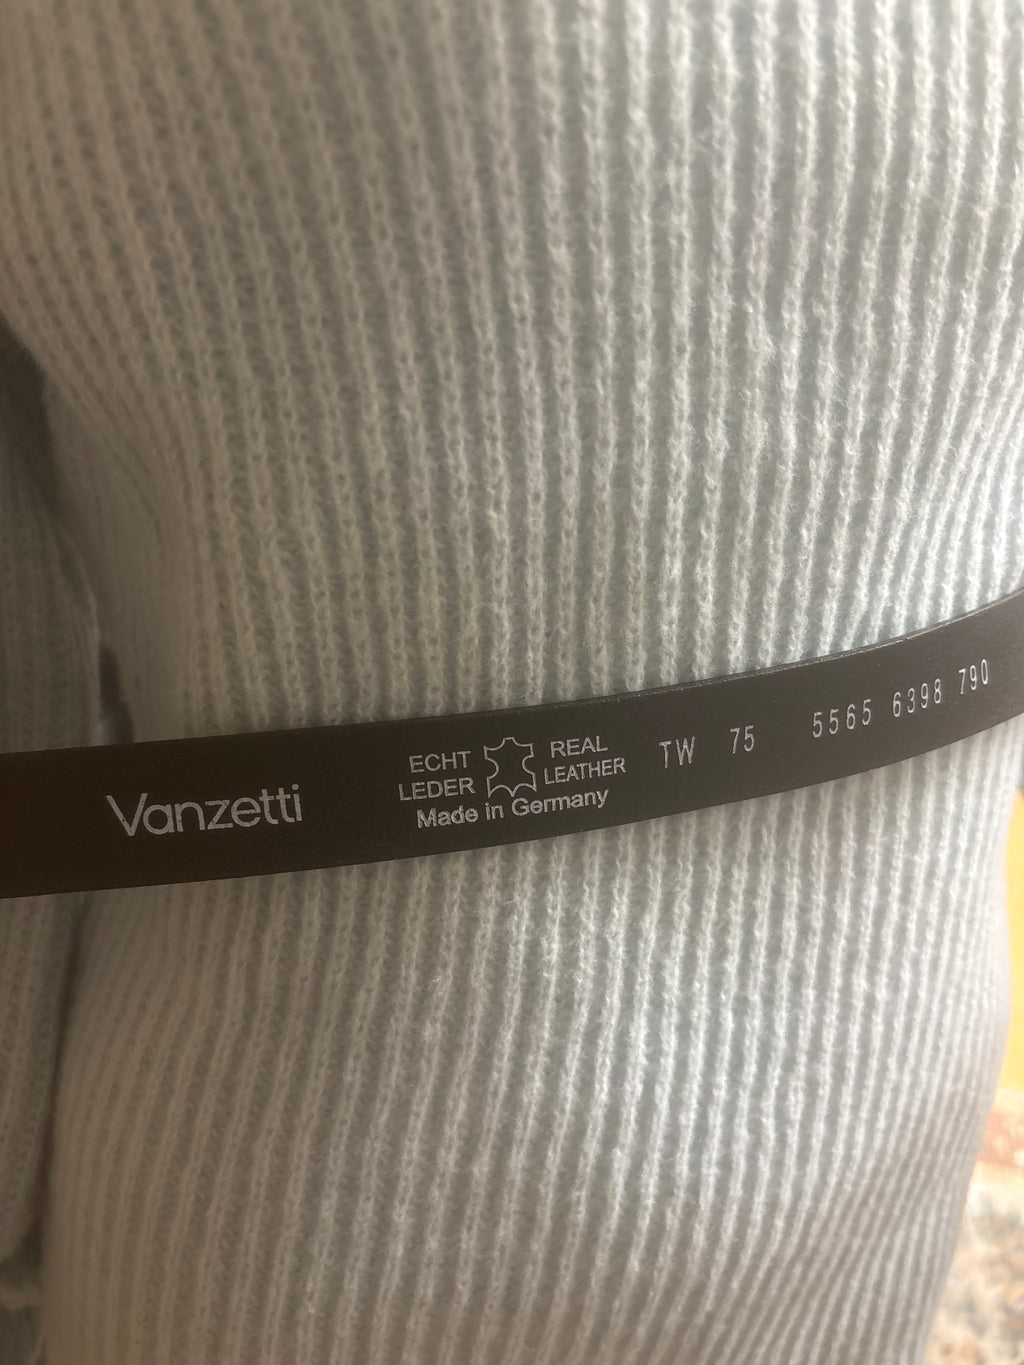 Vanzetti
ECHT
LEDER
REAL
LEATHER
Made in Germany
TW 75 5565 6398 790